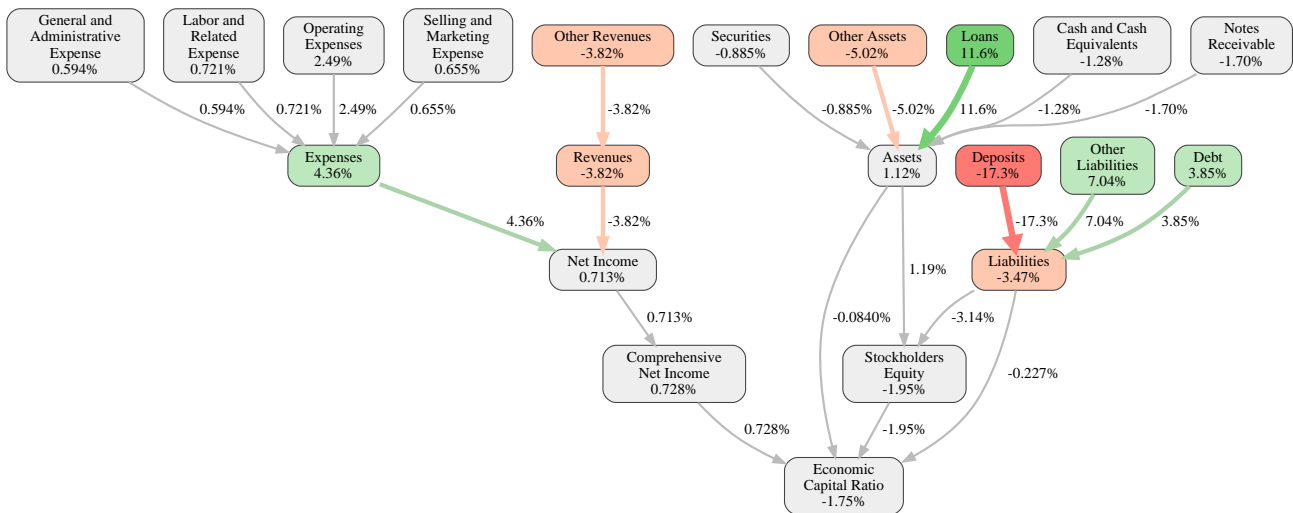 General and
Administrative
Expense
0.594%
Labor and
Related
Expense
0.721%
Operating
Expenses
2.49%
Selling and
Marketing
Expense
0.655%
Other Revenues
-3.82%
Securities
-0.885%
Other Assets
-5.02%
Loans
11.6%
Cash and Cash
Equivalents
-1.28%
Notes
Receivable
-1.70%
0.594%
0.721%
2.49%
0.655%
-3.82%
-0.885%
-5.02%
11.6%
-1.28%
-1.70%
Expenses
4.36%
Revenues
-3.82%
Assets
1.12%
Deposits
-17.3%
Other
Liabilities
7.04%
Debt
3.85%
4.36%
-3.82%
-17.3%
7.04%
3.85%
Net Income
0.713%
1.19%
Liabilities
-3.47%
0.713%
-0.0840%
-3.14%
Comprehensive
Net Income
0.728%
Stockholders
Equity
-1.95%
-0.227%
0.728%
-1.95%
Economic
Capital Ratio
-1.75%